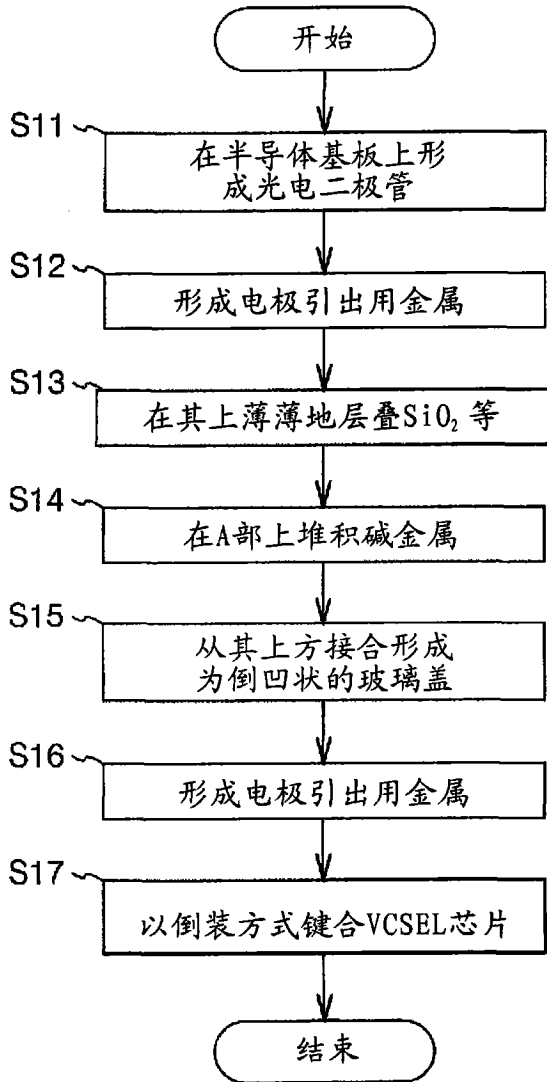 开始
S11
在半导体基板上形
成光电二极管
S12
形成电极引出用金属
S13
在其上薄薄地层叠SiO₂等
S14
在A部上堆积碱金属
S15
从其上方接合形成
为倒凹状的玻璃盖
S16
形成电极引出用金属
S17
以倒装方式键合VCSEL芯片
结束